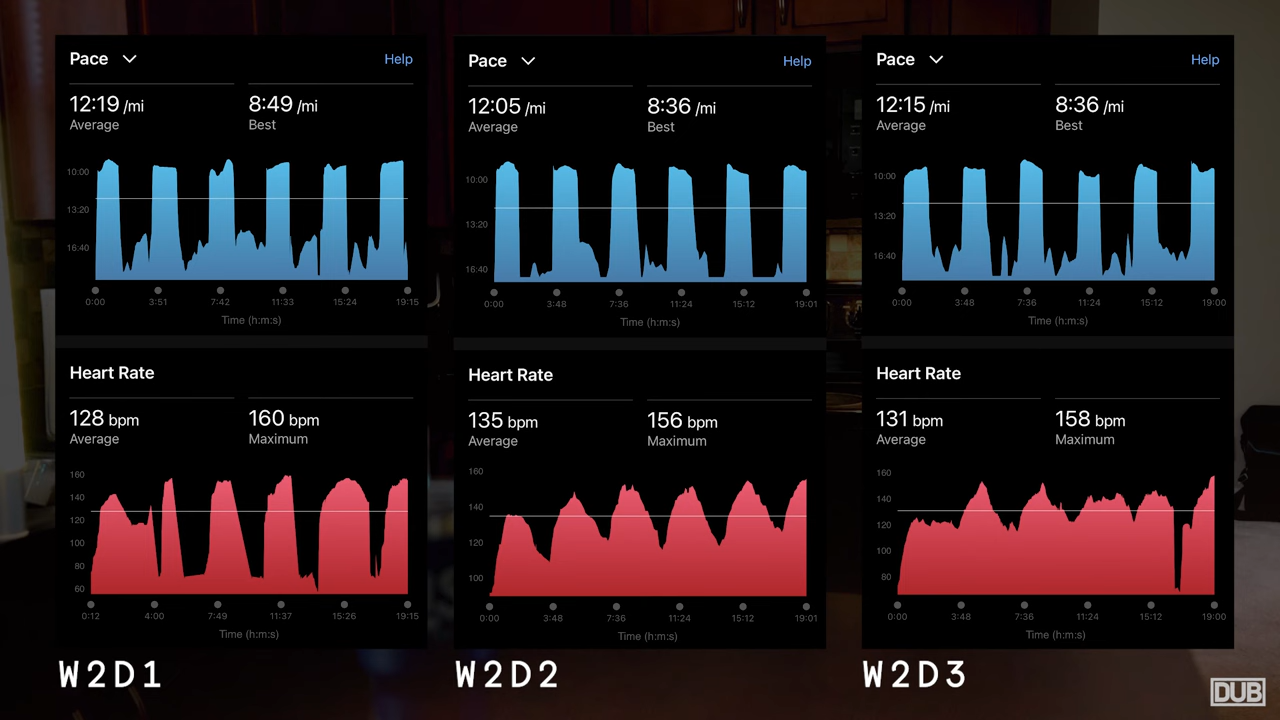 Pace Help
12:19 /mi 8:49 /mi
Average Best
10:00
13:20
16:40
0:00 3:51 7:42 11:33 15:24 19:15
Time (h:m:s)
Heart Rate
128 bpm 160 bpm
Average Maximum
160
140
120
100
80
60
0:12 4:00 7:49 11:37 15:26 19:15
Time (h:m:s)
W2D1
Pace Help
12:05 /mi 8:36 /mi
Average Best
10:00
13:20
16:40
0:00 3:48 7:36 11:24 15:12 19:01
Time (h:m:s)
Heart Rate
135 bpm 156 bpm
Average Maximum
160
140
120
100
0:00 3:48 7:36 11:24 15:12 19:01
Time (h:m:s)
W2D2
Pace Help
12:15 /mi 8:36 /mi
Average Best
10:00
13:20
16:40
0:00 3:48 7:36 11:24 15:12 19:00
Time (h:m:s)
Heart Rate
131 bpm 158 bpm
Average Maximum
160
140
120
100
80
0:00 3:48 7:36 11:24 15:12 19:00
Time (h:m:s)
W2D3
DUB